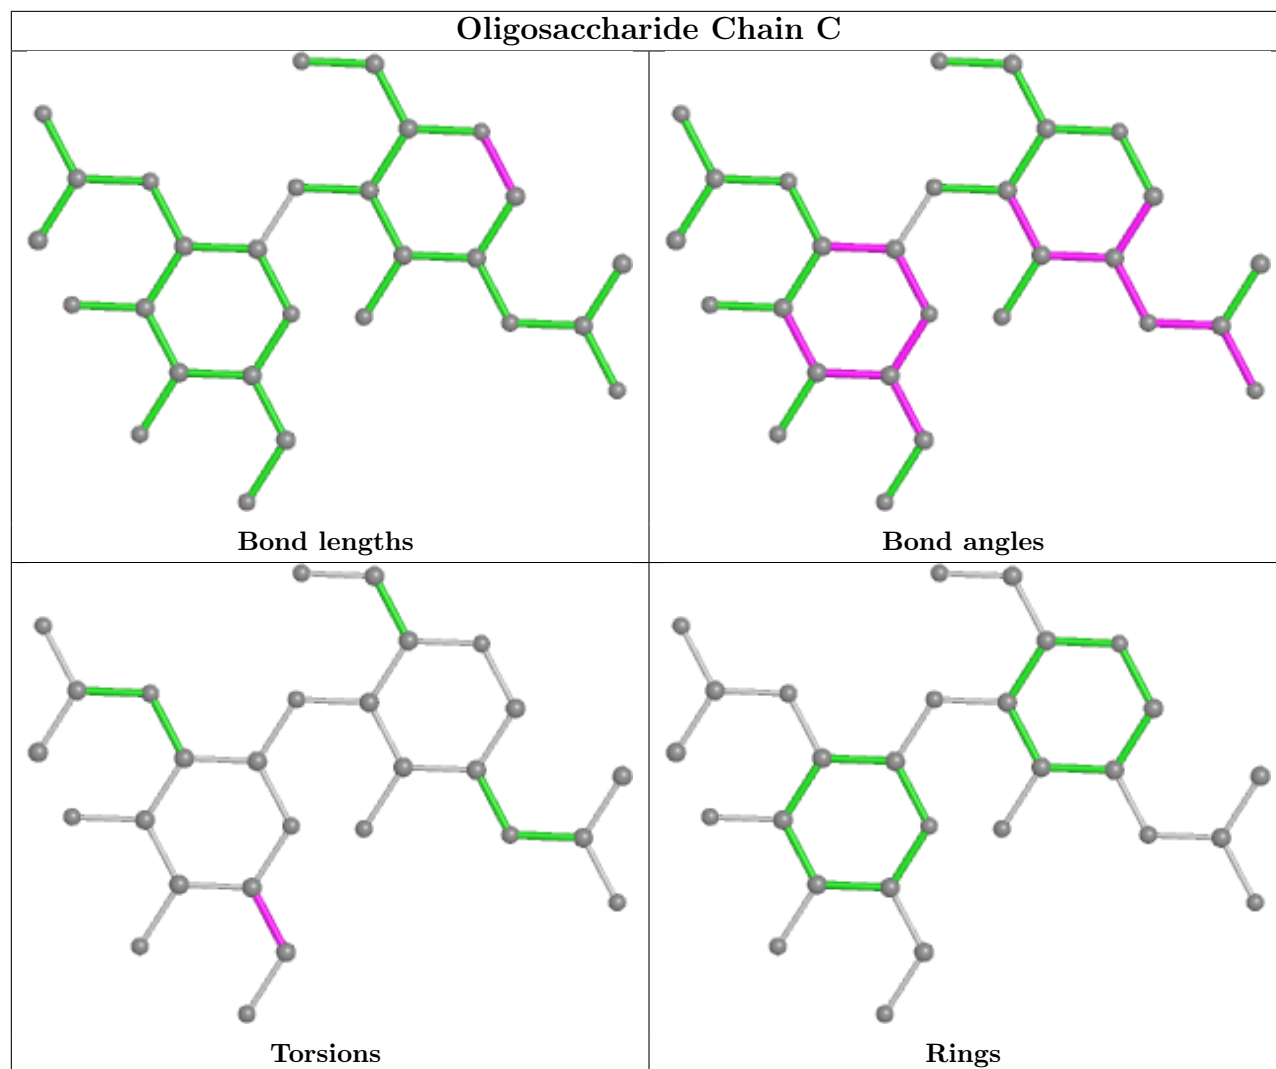 Oligosaccharide Chain C
Bond lengths
Bond angles
Torsions
Rings